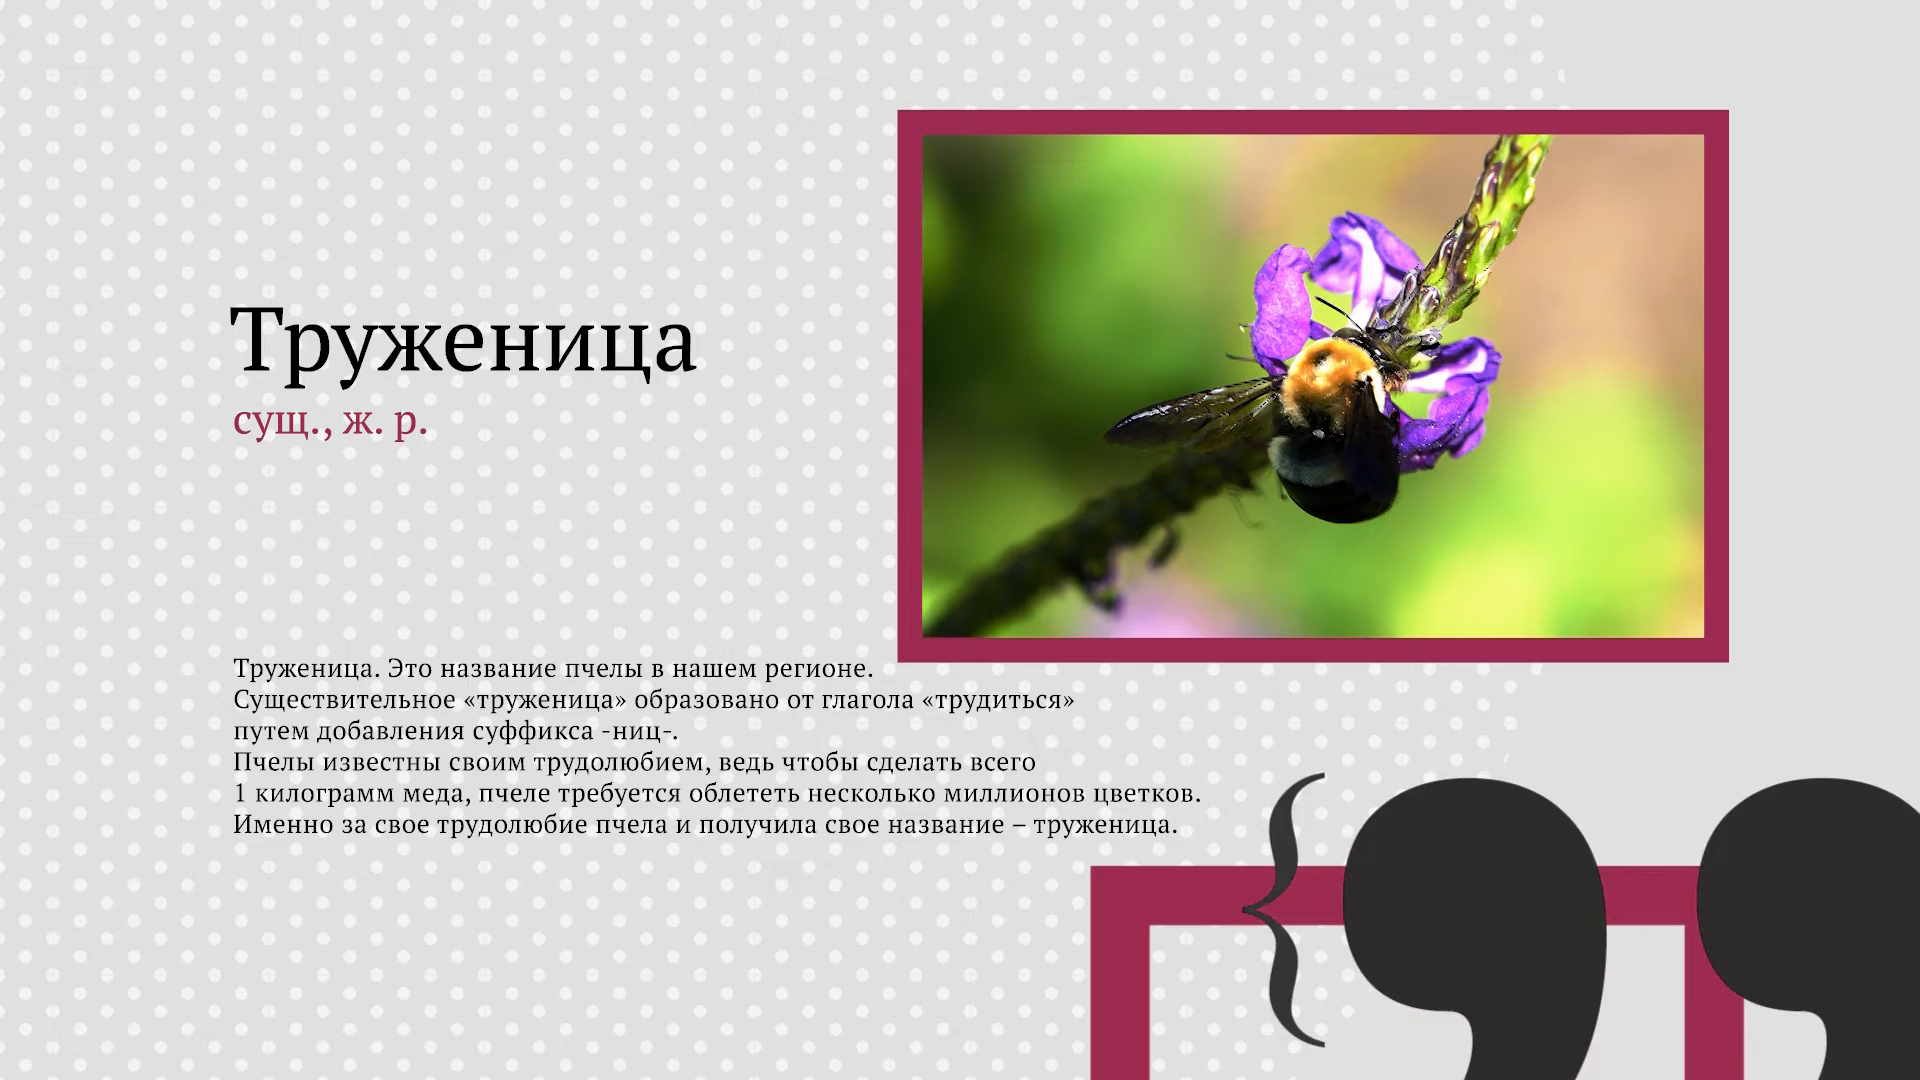 Труженица
сущ., ж. р.
Труженица. Это название пчелы в нашем регионе.
Существительное «труженица» образовано от глагола «трудиться»
путем добавления суффикса -ниц-.
Пчелы известны своим трудолюбием, ведь чтобы сделать всего
1 килограмм меда, пчеле требуется облететь несколько миллионов цветков.
Именно за свое трудолюбие пчела и получила свое название – труженица.